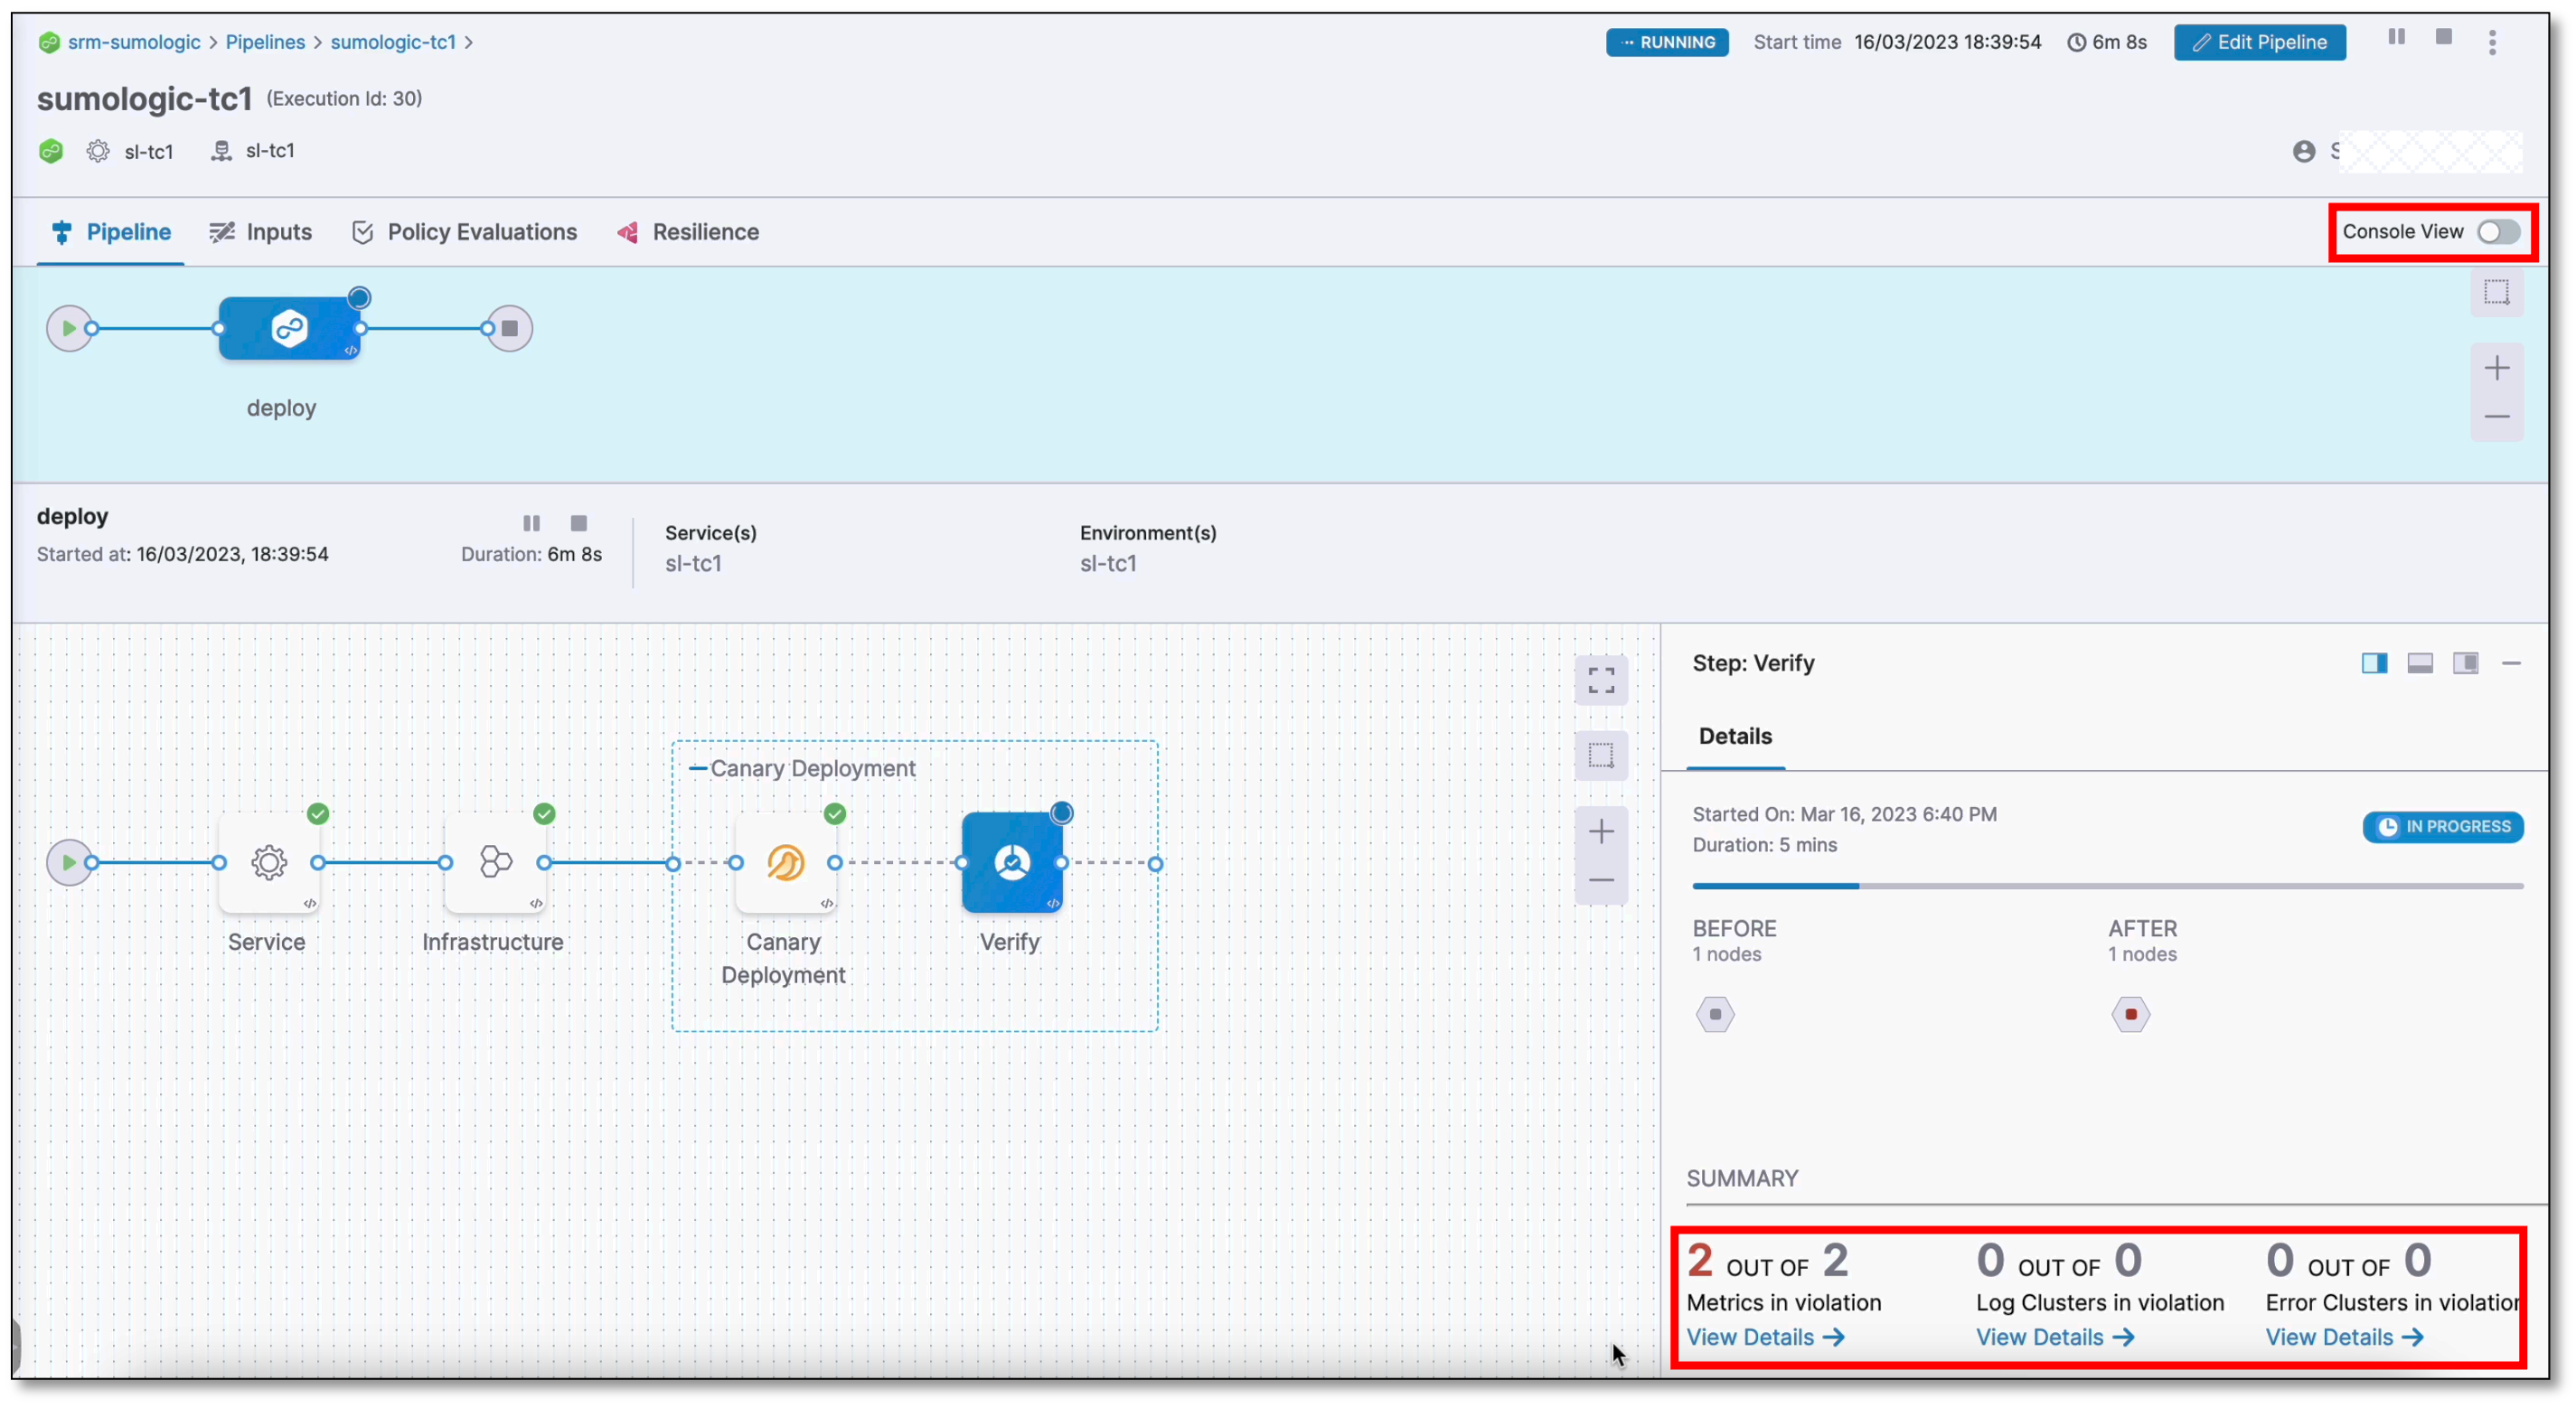 srm-sumologic > Pipelines > sumologic-tc1 >
RUNNING Start time 16/03/2023 18:39:54 6m 8s Edit Pipeline
sumologic-tc1 (Execution Id: 30)
sl-tc1 sl-tc1
Pipeline Inputs Policy Evaluations Resilience Console View
deploy
deploy
Started at: 16/03/2023, 18:39:54 Duration: 6m 8s
Service(s)
sl-tc1
Environment(s)
sl-tc1
Canary Deployment
Service
Infrastructure
Canary
Deployment
Verify
Step: Verify
Details
Started On: Mar 16, 2023 6:40 PM
IN PROGRESS
Duration: 5 mins
BEFORE
1 nodes
AFTER
1 nodes
SUMMARY
2 OUT OF 2
Metrics in violation
View Details →
0 OUT OF 0
Log Clusters in violation
View Details →
0 OUT OF 0
Error Clusters in violation
View Details →